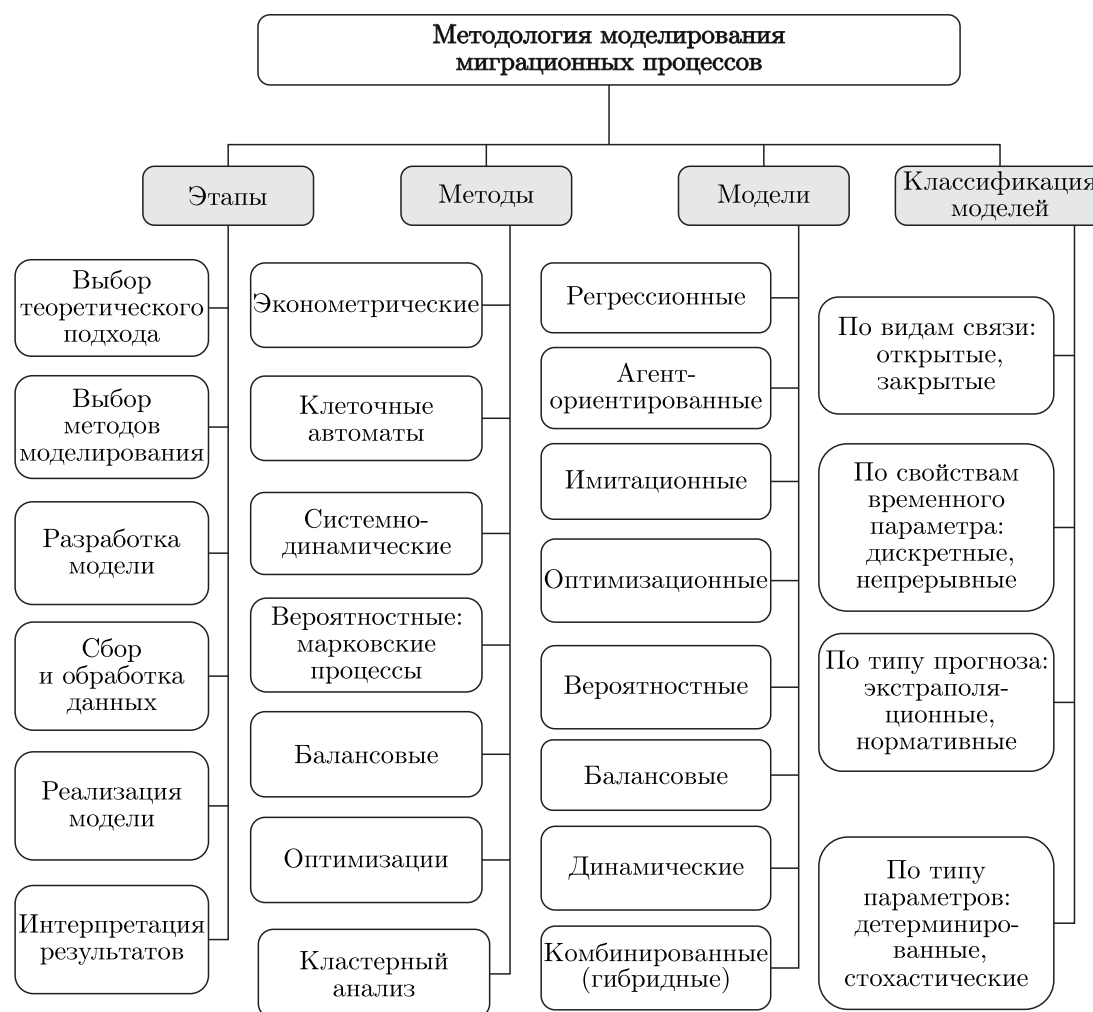 Методология моделирования
миграционных процессов
Этапы
Методы
Модели
Классификация
моделей
Выбор
теоретического
подхода
Выбор
методов
моделирования
Разработка
модели
Сбор
и обработка
данных
Реализация
модели
Интерпретация
результатов
Эконометрические
Клеточные
автоматы
Системно-
динамические
Вероятностные:
марковские
процессы
Балансовые
Оптимизации
Кластерный
анализ
Регрессионные
Агент-
ориентированные
Имитационные
Оптимизационные
Вероятностные
Балансовые
Динамические
Комбинированные
(гибридные)
По видам связи:
открытые,
закрытые
По свойствам
временного
параметра:
дискретные,
непрерывные
По типу прогноза:
экстраполя-
ционные,
нормативные
По типу
параметров:
детерминиро-
ванные,
стохастические